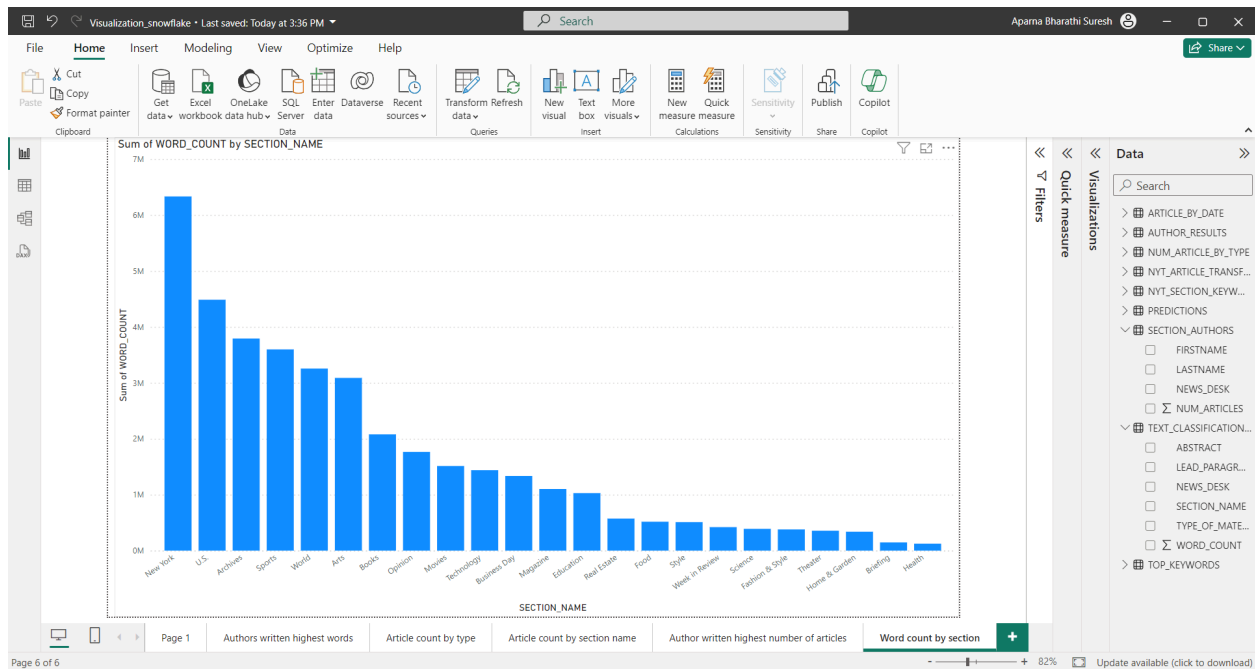 Visualization_snowflake • Last saved: Today at 3:36 PM
Search
Aparna Bharathi Suresh
File Home Insert Modeling View Optimize Help
Share
Paste
Cut
Copy
Format painter
Clipboard
Get data
Excel workbook
OneLake data hub
SQL Server
Enter data
Dataverse
Recent sources
Data
Transform data
Refresh
Queries
New visual
Text box
More visuals
Insert
New measure
Quick measure
Calculations
Sensitivity
Sensitivity
Publish
Share
Copilot
Copilot
Sum of WORD_COUNT by SECTION_NAME
7M
6M
5M
4M
3M
2M
1M
0M
Sum of WORD_COUNT
New York
U.S.
Archives
Sports
World
Arts
Books
Opinion
Movies
Technology
Business Day
Magazine
Education
Real Estate
Food
Style
Week in Review
Science
Fashion & Style
Theater
Home & Garden
Briefing
Health
SECTION_NAME
Filters
Quick measure
Visualizations
Data
Search
ARTICLE_BY_DATE
AUTHOR_RESULTS
NUM_ARTICLE_BY_TYPE
NYT_ARTICLE_TRANSF...
NYT_SECTION_KEYW...
PREDICTIONS
SECTION_AUTHORS
FIRSTNAME
LASTNAME
NEWS_DESK
Σ NUM_ARTICLES
TEXT_CLASSIFICATION...
ABSTRACT
LEAD_PARAGR...
NEWS_DESK
SECTION_NAME
TYPE_OF_MATE...
Σ WORD_COUNT
TOP_KEYWORDS
Page 1
Authors written highest words
Article count by type
Article count by section name
Author written highest number of articles
Word count by section
+
Page 6 of 6
- + 82%
Update available (click to download)